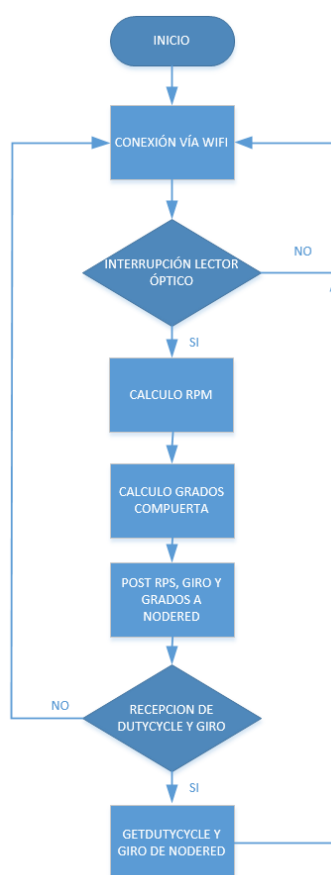 INICIO
CONEXIÓN VÍA WIFI
INTERRUPCIÓN LECTOR
ÓPTICO
NO
SI
CALCULO RPM
CALCULO GRADOS
COMPUERTA
POST RPS, GIRO Y
GRADOS A
NODERED
RECEPCION DE
DUTYCYCLE Y GIRO
NO
SI
GETDUTYCYCLE Y
GIRO DE NODERED